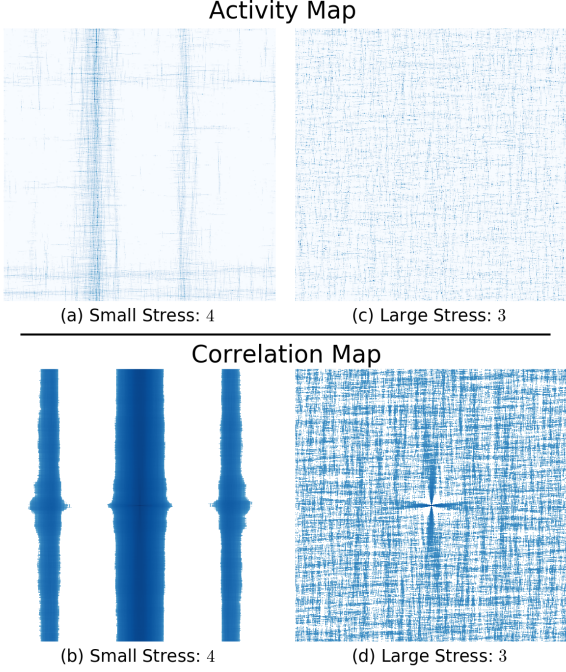 Activity Map
(a) Small Stress: 4
(c) Large Stress: 3
Correlation Map
(b) Small Stress: 4
(d) Large Stress: 3